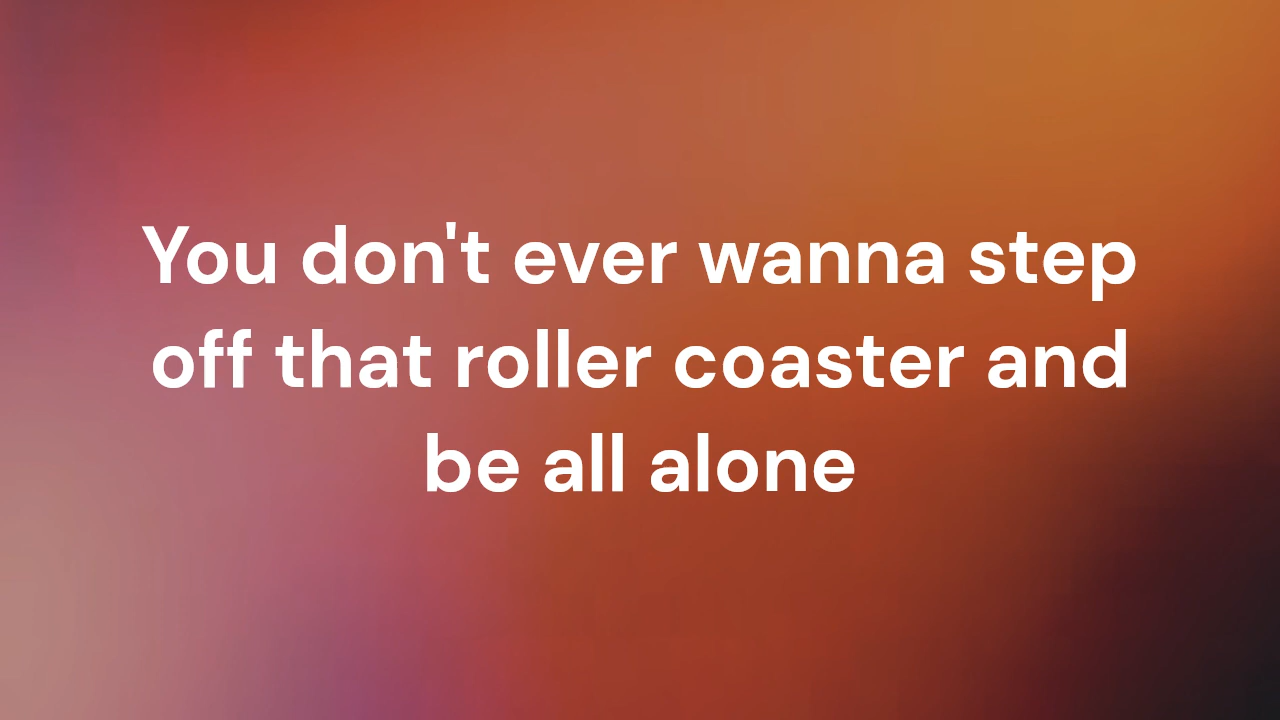 You don't ever wanna step
off that roller coaster and
be all alone